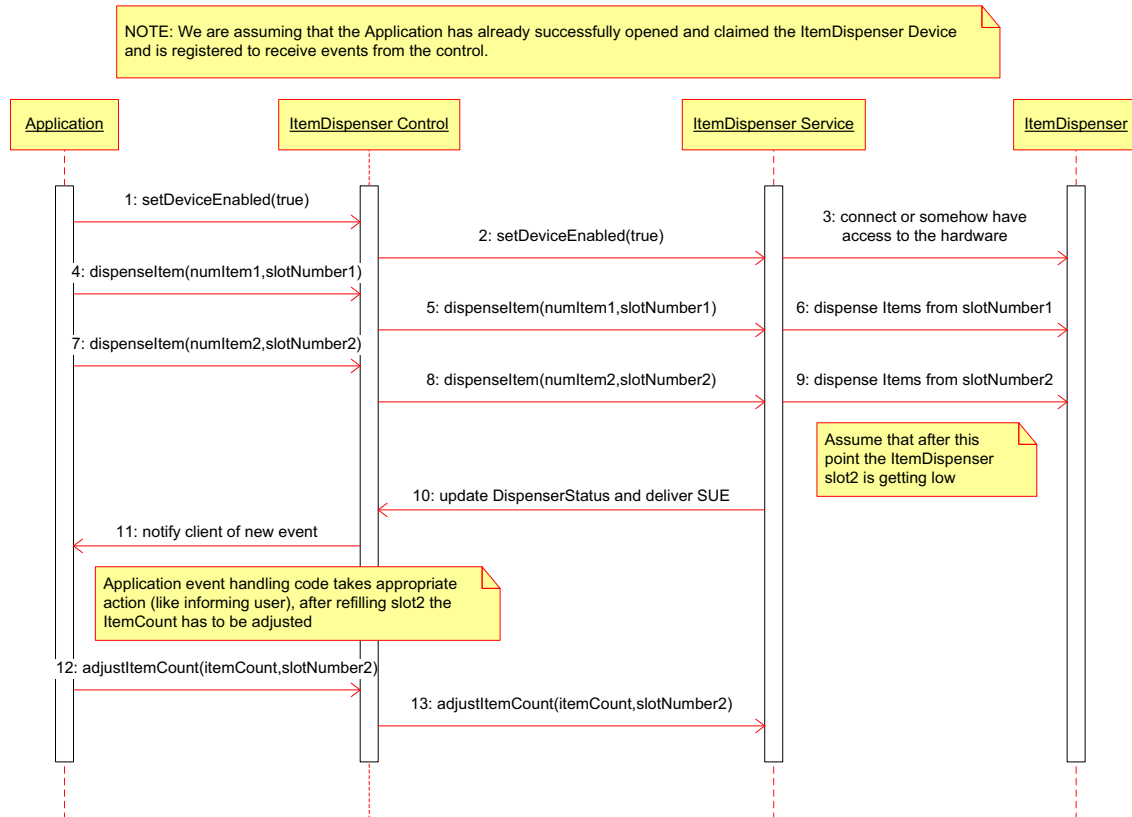 NOTE: We are assuming that the Application has already successfully opened and claimed the ItemDispenser Device
and is registered to receive events from the control.
Application
ItemDispenser Control
ItemDispenser Service
ItemDispenser
1: setDeviceEnabled(true)
2: setDeviceEnabled(true)
3: connect or somehow have
access to the hardware
4: dispenseItem(numItem1,slotNumber1)
5: dispenseItem(numItem1,slotNumber1)
6: dispense Items from slotNumber1
7: dispenseItem(numItem2,slotNumber2)
8: dispenseItem(numItem2,slotNumber2)
9: dispense Items from slotNumber2
Assume that after this
point the ItemDispenser
slot2 is getting low
10: update DispenserStatus and deliver SUE
11: notify client of new event
Application event handling code takes appropriate
action (like informing user), after refilling slot2 the
ItemCount has to be adjusted
12: adjustItemCount(itemCount,slotNumber2)
13: adjustItemCount(itemCount,slotNumber2)